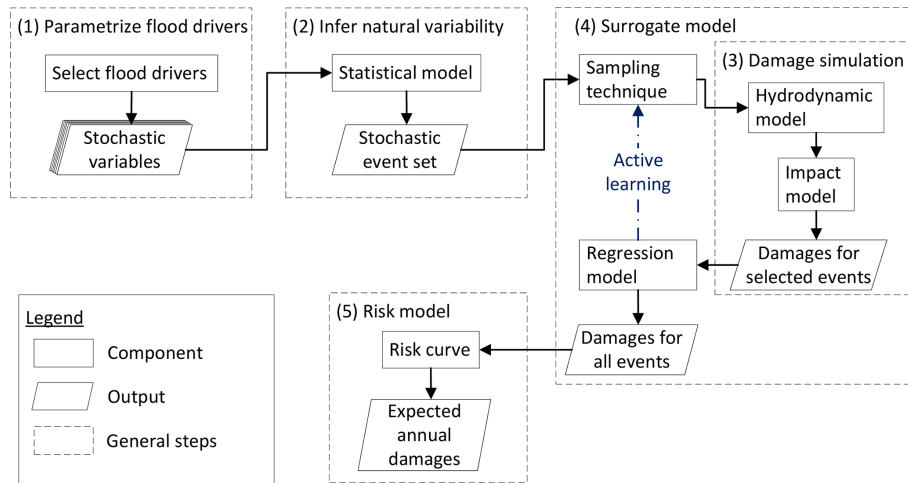 (1) Parametrize flood drivers
Select flood drivers
Stochastic
variables
(2) Infer natural variability
Statistical model
Stochastic
event set
(4) Surrogate model
Sampling
technique
(3) Damage simulation
Hydrodynamic
model
Impact
model
Damages for
selected events
Active
learning
Regression
model
Damages for
all events
(5) Risk model
Risk curve
Expected
annual
damages
Legend
Component
Output
General steps